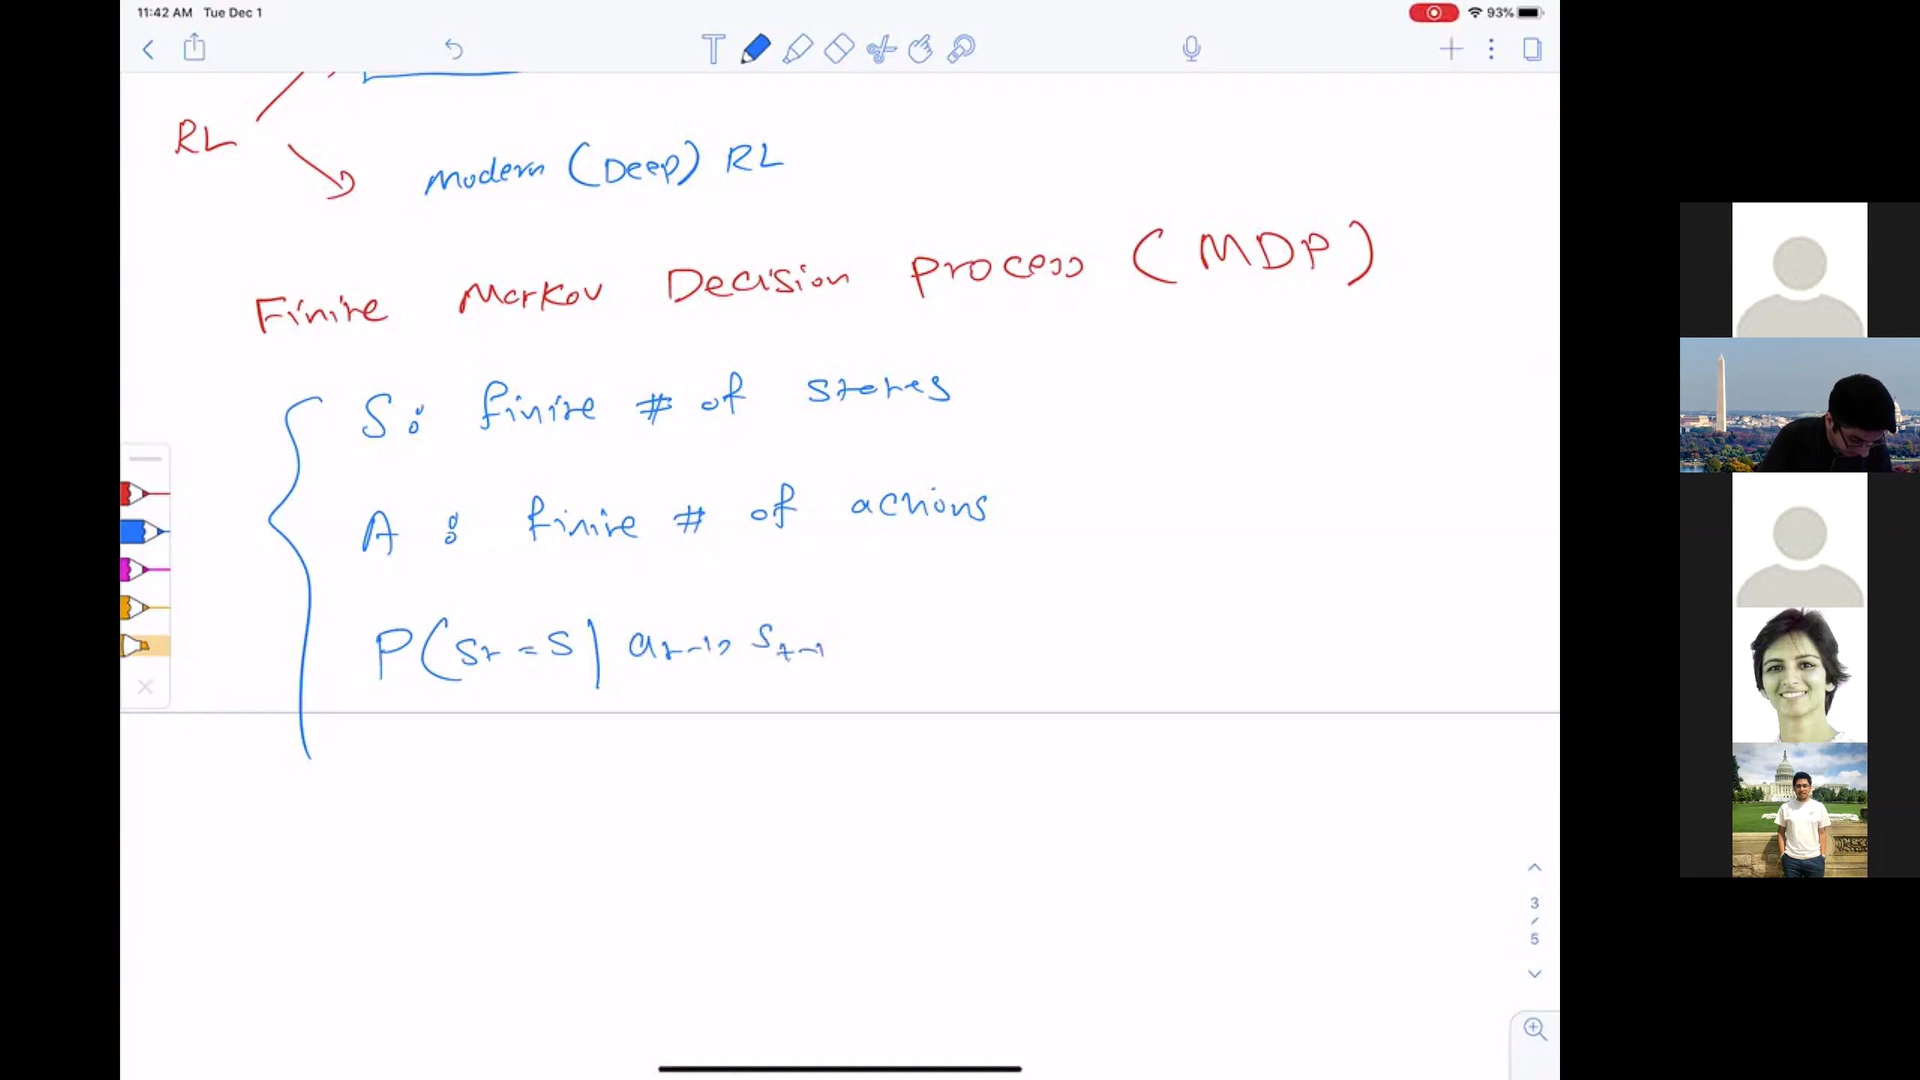 11:42 AM Tue Dec 1
93%
RL
Modern (Deep) RL
Finite Markov Decision Process (MDP)
S: finite # of states
A : finite # of actions
P(St = S | at-1, St-1
3
/
5